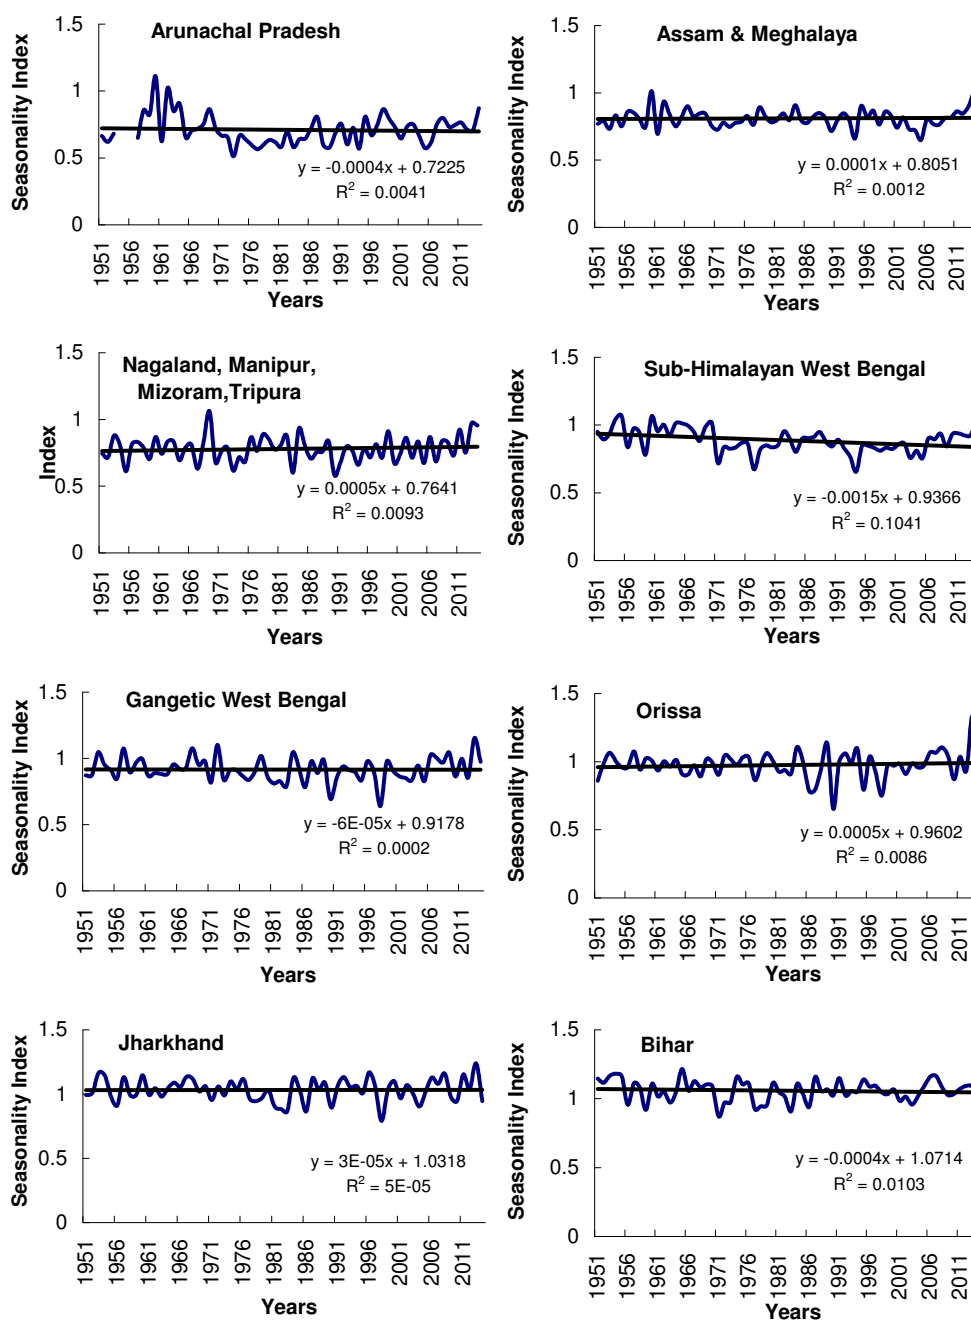 Arunachal Pradesh
Seasonality Index
1.5
1
0.5
0
y = -0.0004x + 0.7225
R² = 0.0041
1951 1956 1961 1966 1971 1976 1981 1986 1991 1996 2001 2006 2011
Years
Assam & Meghalaya
Seasonality Index
1.5
1
0.5
0
y = 0.0001x + 0.8051
R² = 0.0012
1951 1956 1961 1966 1971 1976 1981 1986 1991 1996 2001 2006 2011
Years
Nagaland, Manipur,
Mizoram,Tripura
Index
1.5
1
0.5
0
y = 0.0005x + 0.7641
R² = 0.0093
1951 1956 1961 1966 1971 1976 1981 1986 1991 1996 2001 2006 2011
Years
Sub-Himalayan West Bengal
Seasonality Index
1.5
1
0.5
0
y = -0.0015x + 0.9366
R² = 0.1041
1951 1956 1961 1966 1971 1976 1981 1986 1991 1996 2001 2006 2011
Years
Gangetic West Bengal
Seasonality Index
1.5
1
0.5
0
y = -6E-05x + 0.9178
R² = 0.0002
1951 1956 1961 1966 1971 1976 1981 1986 1991 1996 2001 2006 2011
Years
Orissa
Seasonality Index
1.5
1
0.5
0
y = 0.0005x + 0.9602
R² = 0.0086
1951 1956 1961 1966 1971 1976 1981 1986 1991 1996 2001 2006 2011
Years
Jharkhand
Seasonality Index
1.5
1
0.5
0
y = 3E-05x + 1.0318
R² = 5E-05
1951 1956 1961 1966 1971 1976 1981 1986 1991 1996 2001 2006 2011
Years
Bihar
Seasonality Index
1.5
1
0.5
0
y = -0.0004x + 1.0714
R² = 0.0103
1951 1956 1961 1966 1971 1976 1981 1986 1991 1996 2001 2006 2011
Years